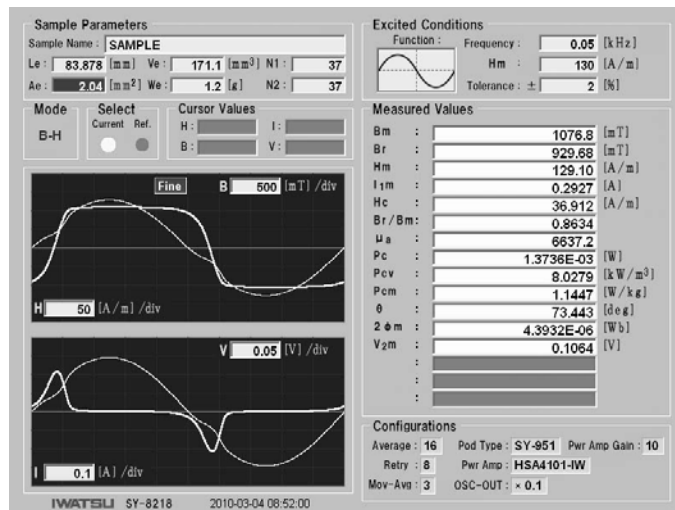 Sample Parameters
Sample Name : SAMPLE
Le : 83.878 [mm] Ve : 171.1 [mm³] N1 : 37
Ae : 2.04 [mm²] We : 1.2 [g] N2 : 37
Excited Conditions
Function : Frequency : 0.05 [kHz]
Hm : 130 [A/m]
Tolerance : ± 2 [%]
Mode
B-H
Select
Current Ref.
Cursor Values
H : I :
B : V :
Fine B 500 [mT] /div
H 50 [A/m] /div
V 0.05 [V] /div
I 0.1 [A] /div
Measured Values
Bm : 1076.8 [mT]
Br : 929.68 [mT]
Hm : 129.10 [A/m]
I1m : 0.2927 [A]
Hc : 36.912 [A/m]
Br/Bm: 0.8634
μa : 6637.2
Pc : 1.3736E-03 [W]
Pcv : 8.0279 [kW/m³]
Pcm : 1.1447 [W/kg]
θ : 73.443 [deg]
2φm : 4.3932E-06 [Wb]
V2m : 0.1064 [V]
:
:
:
Configurations
Average : 16 Pod Type : SY-951 Pwr Amp Gain : 10
Retry : 8 Pwr Amp : HSA4101-IW
Mov-Avg : 3 OSC-OUT : × 0.1
IWATSU SY-8218 2010-03-04 08:52:00